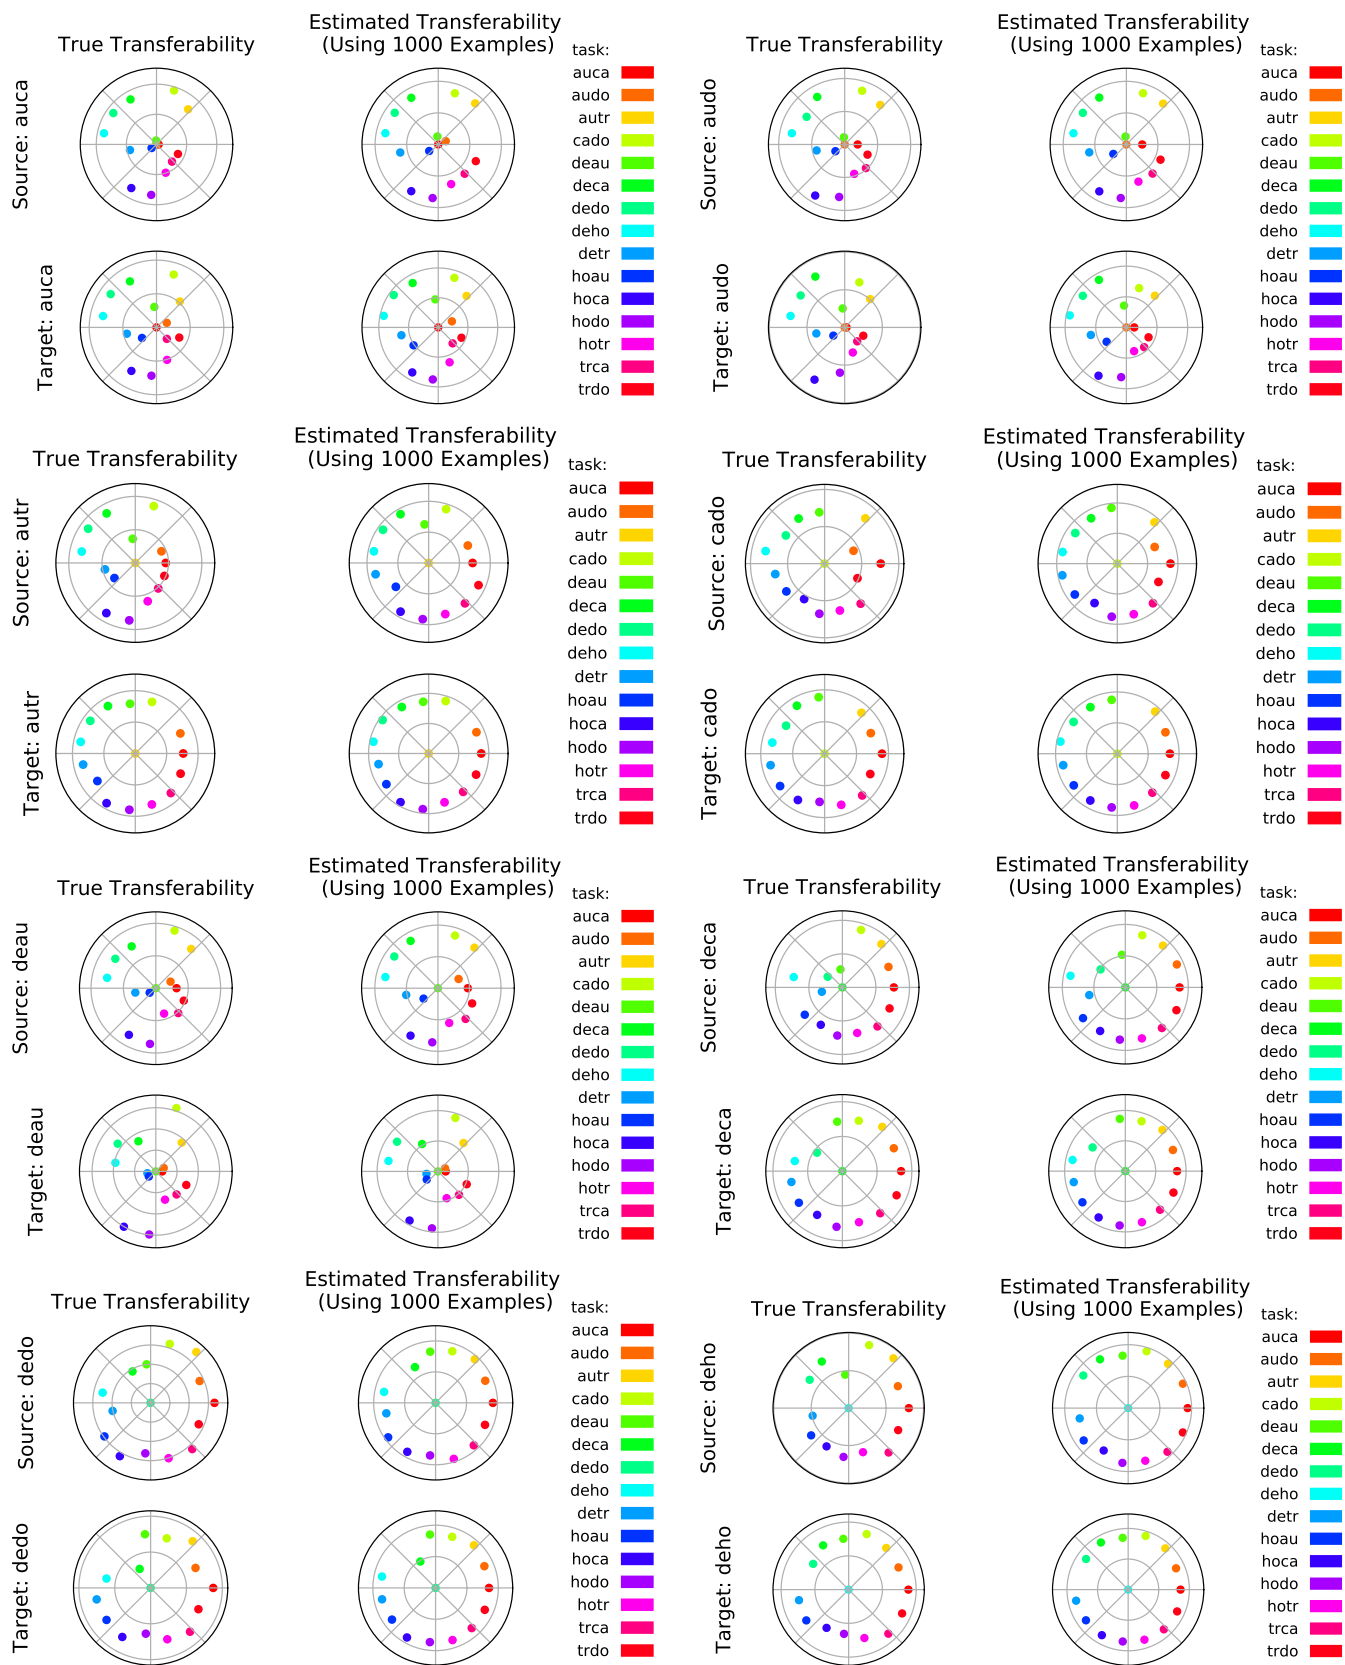 True Transferability
Estimated Transferability
(Using 1000 Examples)
Source: auca
Target: auca
task:
auca
audo
autr
cado
deau
deca
dedo
deho
detr
hoau
hoca
hodo
hotr
trca
trdo
True Transferability
Estimated Transferability
(Using 1000 Examples)
Source: audo
Target: audo
task:
auca
audo
autr
cado
deau
deca
dedo
deho
detr
hoau
hoca
hodo
hotr
trca
trdo
True Transferability
Estimated Transferability
(Using 1000 Examples)
Source: autr
Target: autr
task:
auca
audo
autr
cado
deau
deca
dedo
deho
detr
hoau
hoca
hodo
hotr
trca
trdo
True Transferability
Estimated Transferability
(Using 1000 Examples)
Source: cado
Target: cado
task:
auca
audo
autr
cado
deau
deca
dedo
deho
detr
hoau
hoca
hodo
hotr
trca
trdo
True Transferability
Estimated Transferability
(Using 1000 Examples)
Source: deau
Target: deau
task:
auca
audo
autr
cado
deau
deca
dedo
deho
detr
hoau
hoca
hodo
hotr
trca
trdo
True Transferability
Estimated Transferability
(Using 1000 Examples)
Source: deca
Target: deca
task:
auca
audo
autr
cado
deau
deca
dedo
deho
detr
hoau
hoca
hodo
hotr
trca
trdo
True Transferability
Estimated Transferability
(Using 1000 Examples)
Source: dedo
Target: dedo
task:
auca
audo
autr
cado
deau
deca
dedo
deho
detr
hoau
hoca
hodo
hotr
trca
trdo
True Transferability
Estimated Transferability
(Using 1000 Examples)
Source: deho
Target: deho
task:
auca
audo
autr
cado
deau
deca
dedo
deho
detr
hoau
hoca
hodo
hotr
trca
trdo